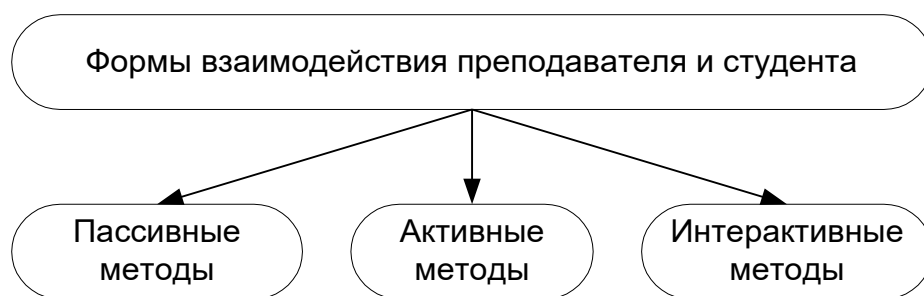 Формы взаимодействия преподавателя и студента
Пассивные
методы
Активные
методы
Интерактивные
методы